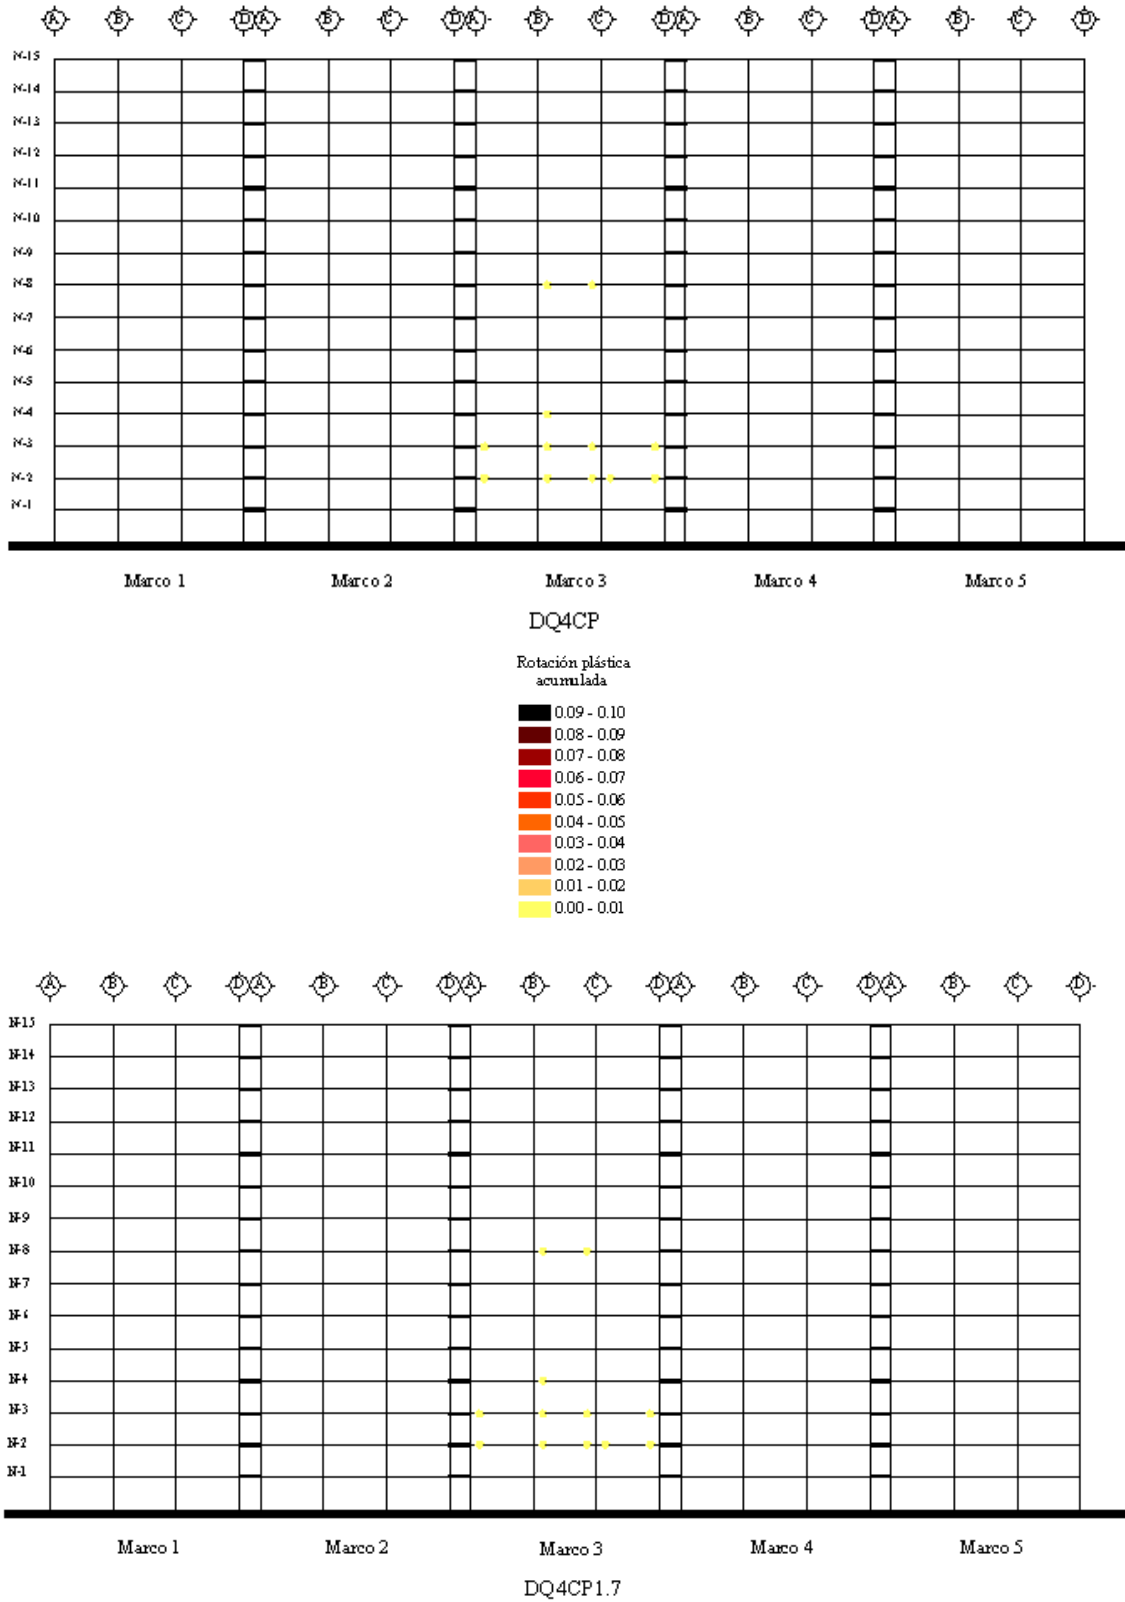 A B C D A B C D A B C D A B C D A B C D
N-15
N-14
N-13
N-12
N-11
N-10
N-9
N-8
N-7
N-6
N-5
N-4
N-3
N-2
N-1
Marco 1 Marco 2 Marco 3 Marco 4 Marco 5
DQ4CP
Rotación plástica
acumulada
0.09 - 0.10
0.08 - 0.09
0.07 - 0.08
0.06 - 0.07
0.05 - 0.06
0.04 - 0.05
0.03 - 0.04
0.02 - 0.03
0.01 - 0.02
0.00 - 0.01
A B C D A B C D A B C D A B C D A B C D
N-15
N-14
N-13
N-12
N-11
N-10
N-9
N-8
N-7
N-6
N-5
N-4
N-3
N-2
N-1
Marco 1 Marco 2 Marco 3 Marco 4 Marco 5
DQ4CP1.7